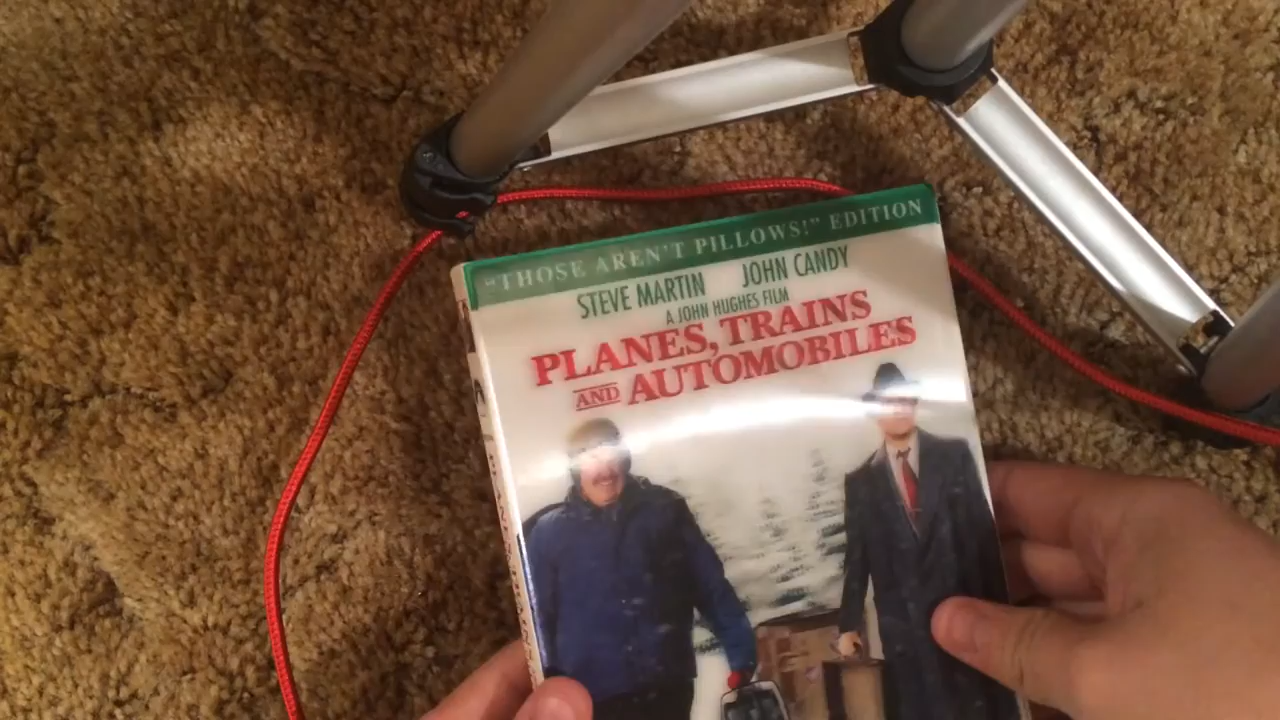 "THOSE AREN'T PILLOWS!" EDITION
STEVE MARTIN JOHN CANDY
A JOHN HUGHES FILM
PLANES, TRAINS
AND AUTOMOBILES